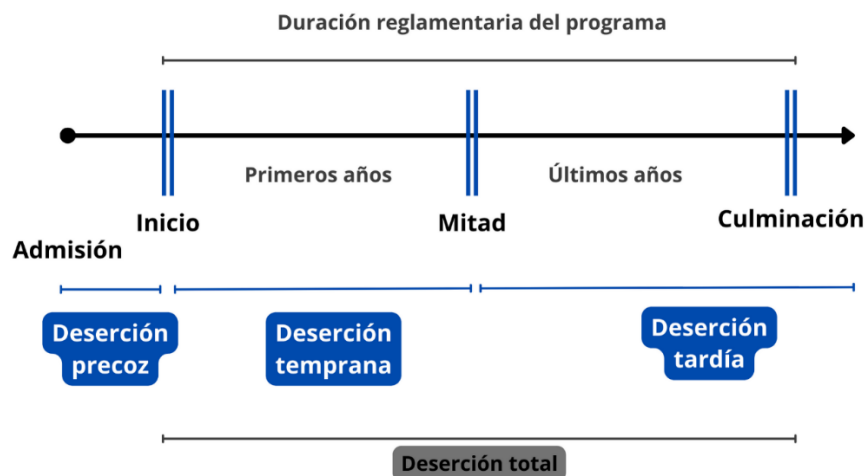 Duración reglamentaria del programa
Primeros años
Últimos años
Inicio
Mitad
Culminación
Admisión
Deserción
precoz
Deserción
temprana
Deserción
tardía
Deserción total